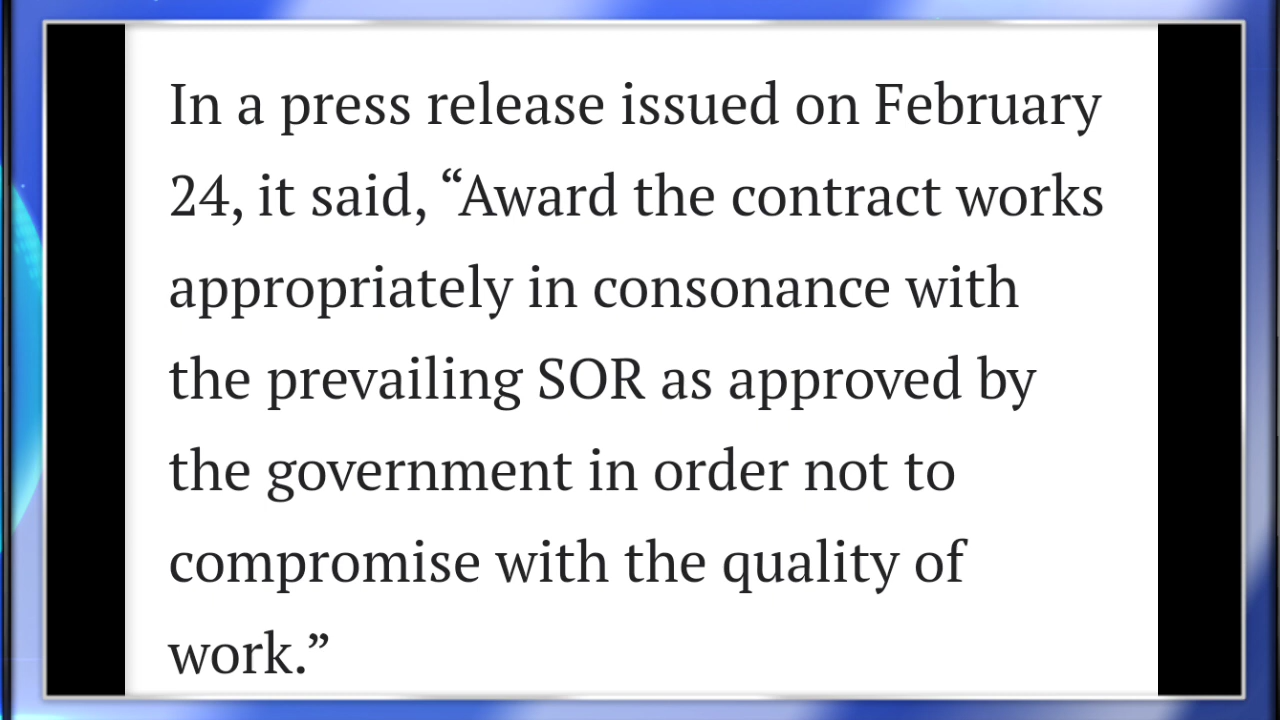 In a press release issued on February
24, it said, “Award the contract works
appropriately in consonance with
the prevailing SOR as approved by
the government in order not to
compromise with the quality of
work.”